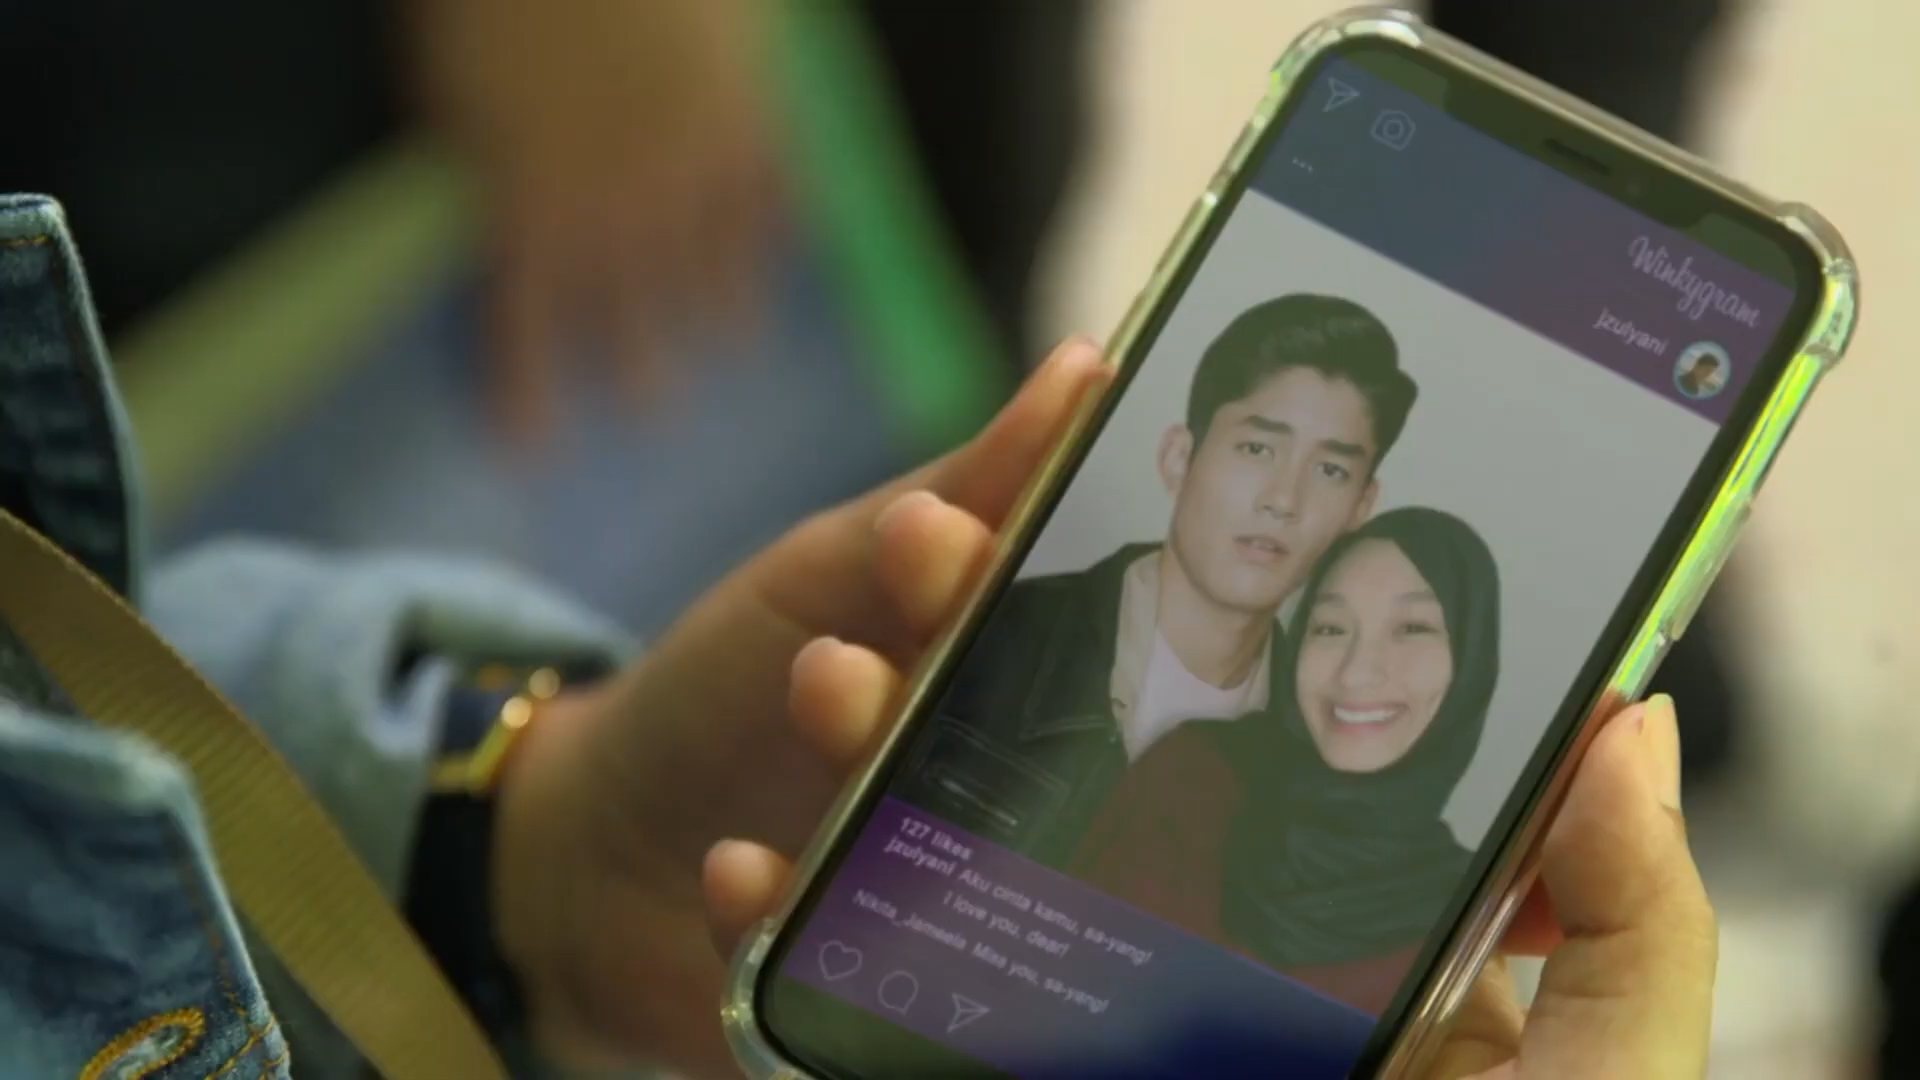 Winkygram
jzulyani
127 likes
jzulyani Aku cinta kamu, sa-yang!
I love you, dear!
Nikita_Jameela Miss you, sa-yang!